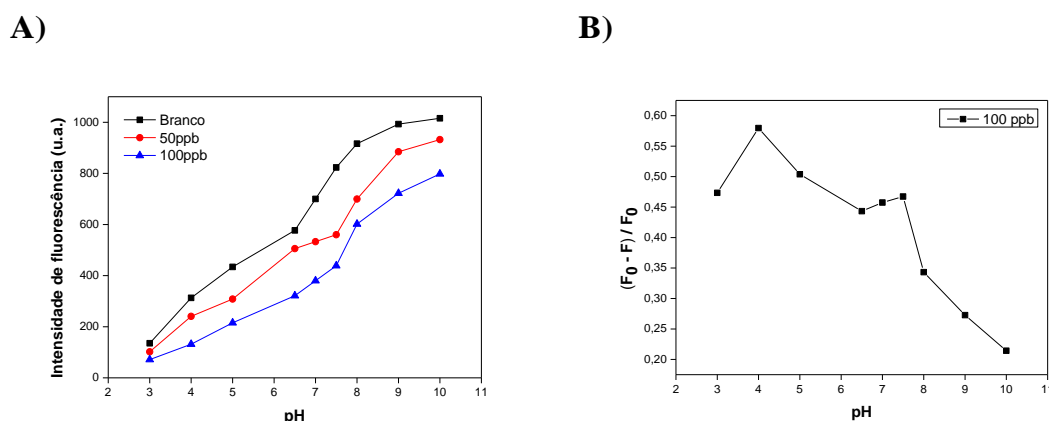 A)
B)
Intensidade de fluorescência (u.a.)
1000
800
600
400
200
0
Branco
50ppb
100ppb
2 3 4 5 6 7 8 9 10 11
pH
(F0 - F) / F0
0,60
0,55
0,50
0,45
0,40
0,35
0,30
0,25
0,20
100 ppb
2 3 4 5 6 7 8 9 10 11
pH